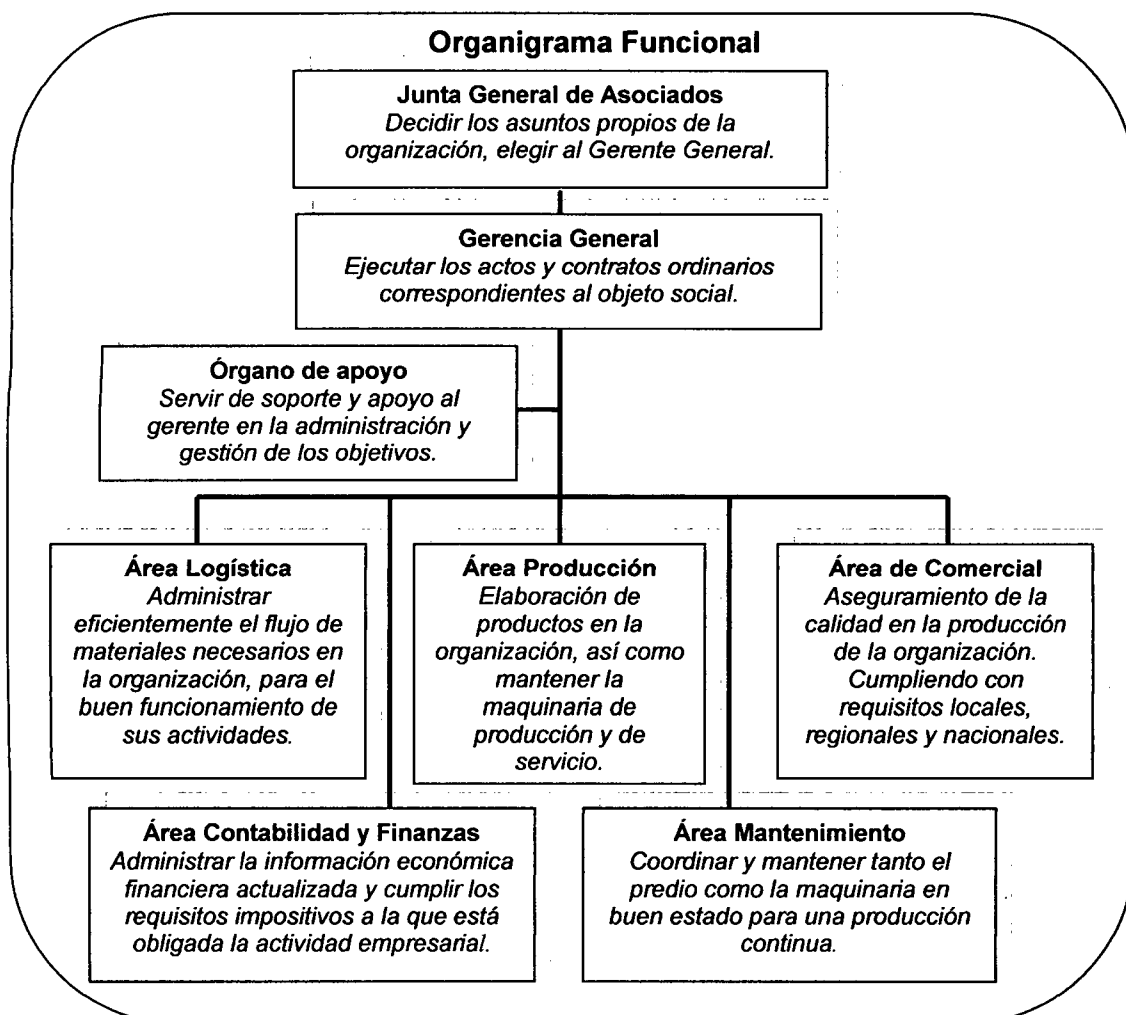 Organigrama Funcional
Junta General de Asociados
Decidir los asuntos propios de la
organización, elegir al Gerente General.
Gerencia General
Ejecutar los actos y contratos ordinarios
correspondientes al objeto social.
Órgano de apoyo
Servir de soporte y apoyo al
gerente en la administración y
gestión de los objetivos.
Área Logística
Administrar
eficientemente el flujo de
materiales necesarios en
la organización, para el
buen funcionamiento de
sus actividades.
Área Producción
Elaboración de
productos en la
organización, así como
mantener la
maquinaria de
producción y de
servicio.
Área de Comercial
Aseguramiento de la
calidad en la producción
de la organización.
Cumpliendo con
requisitos locales,
regionales y nacionales.
Área Contabilidad y Finanzas
Administrar la información económica
financiera actualizada y cumplir los
requisitos impositivos a la que está
obligada la actividad empresarial.
Área Mantenimiento
Coordinar y mantener tanto el
predio como la maquinaria en
buen estado para una producción
continua.